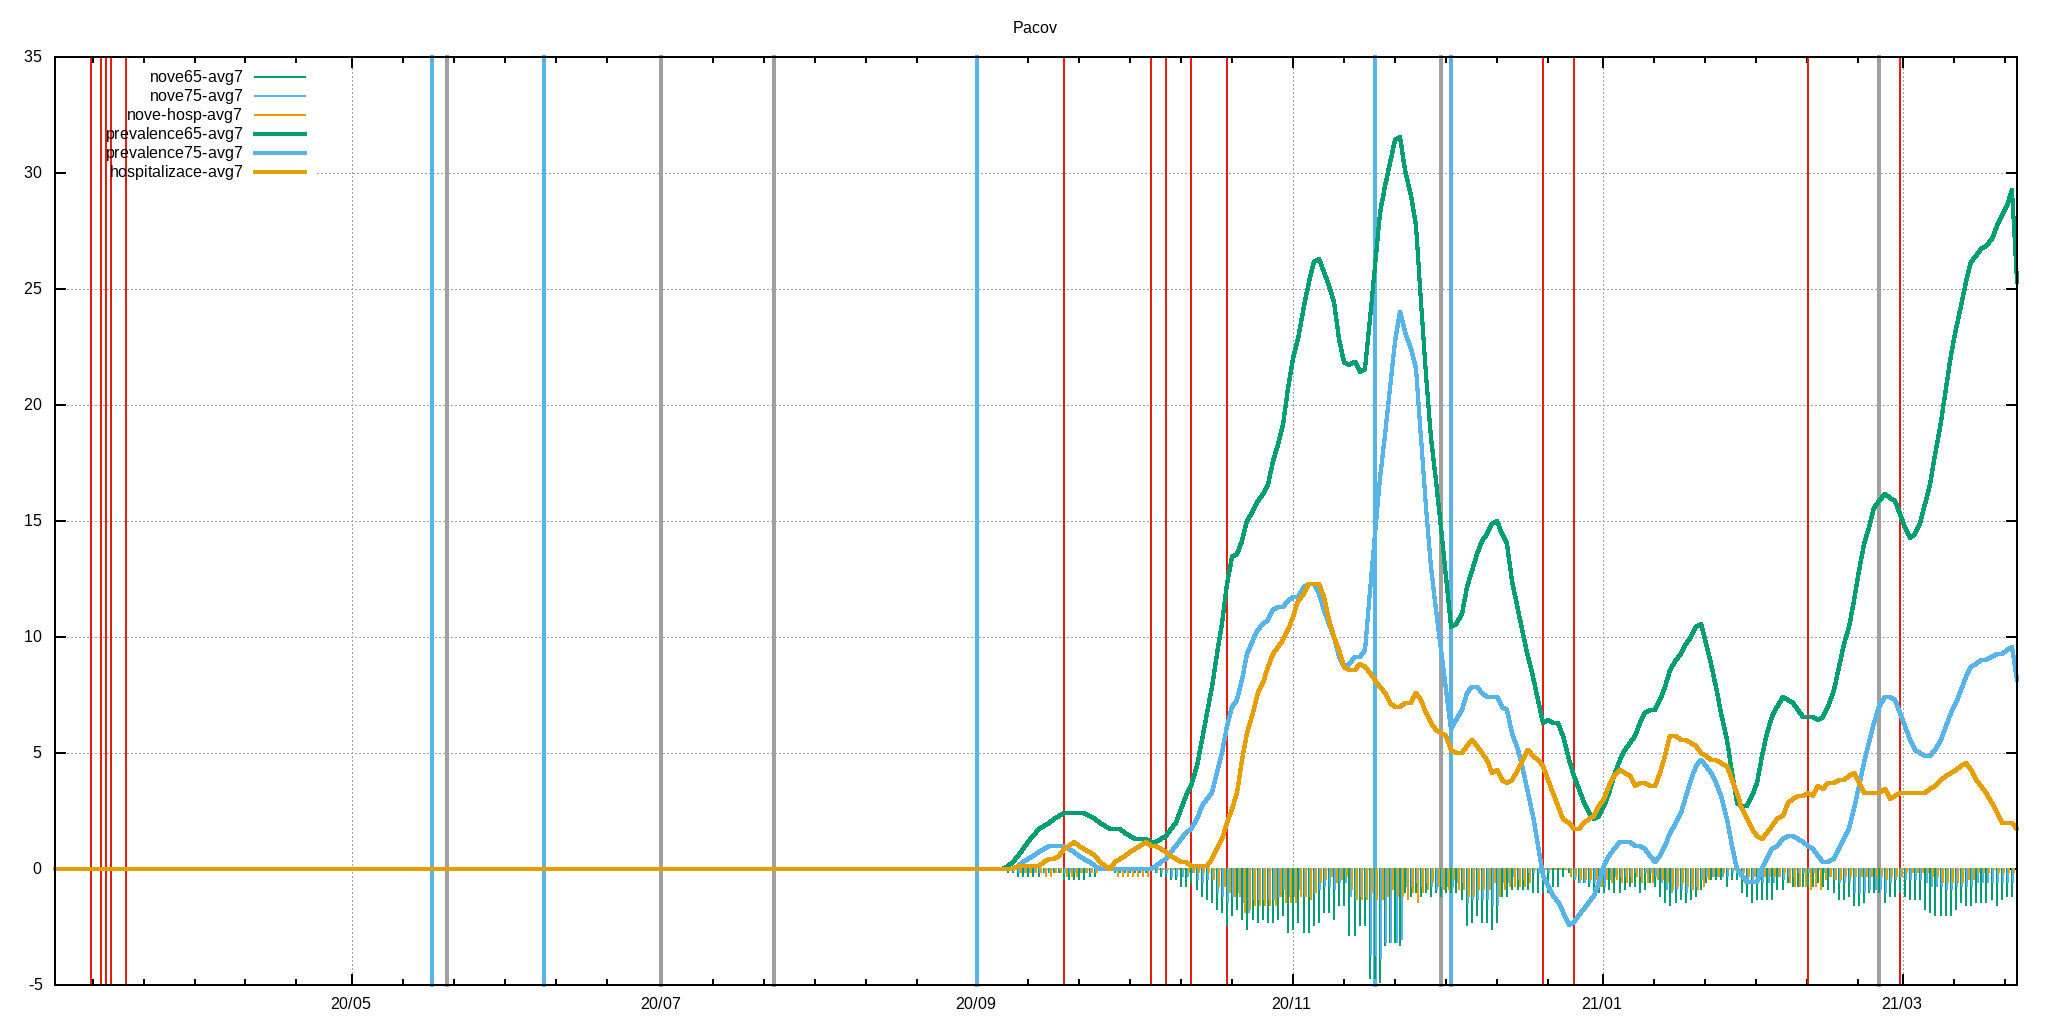 Pacov
35
30
25
20
15
10
5
0
-5
nove65-avg7
nove75-avg7
nove-hosp-avg7
prevalence65-avg7
prevalence75-avg7
hospitalizace-avg7
20/05
20/07
20/09
20/11
21/01
21/03